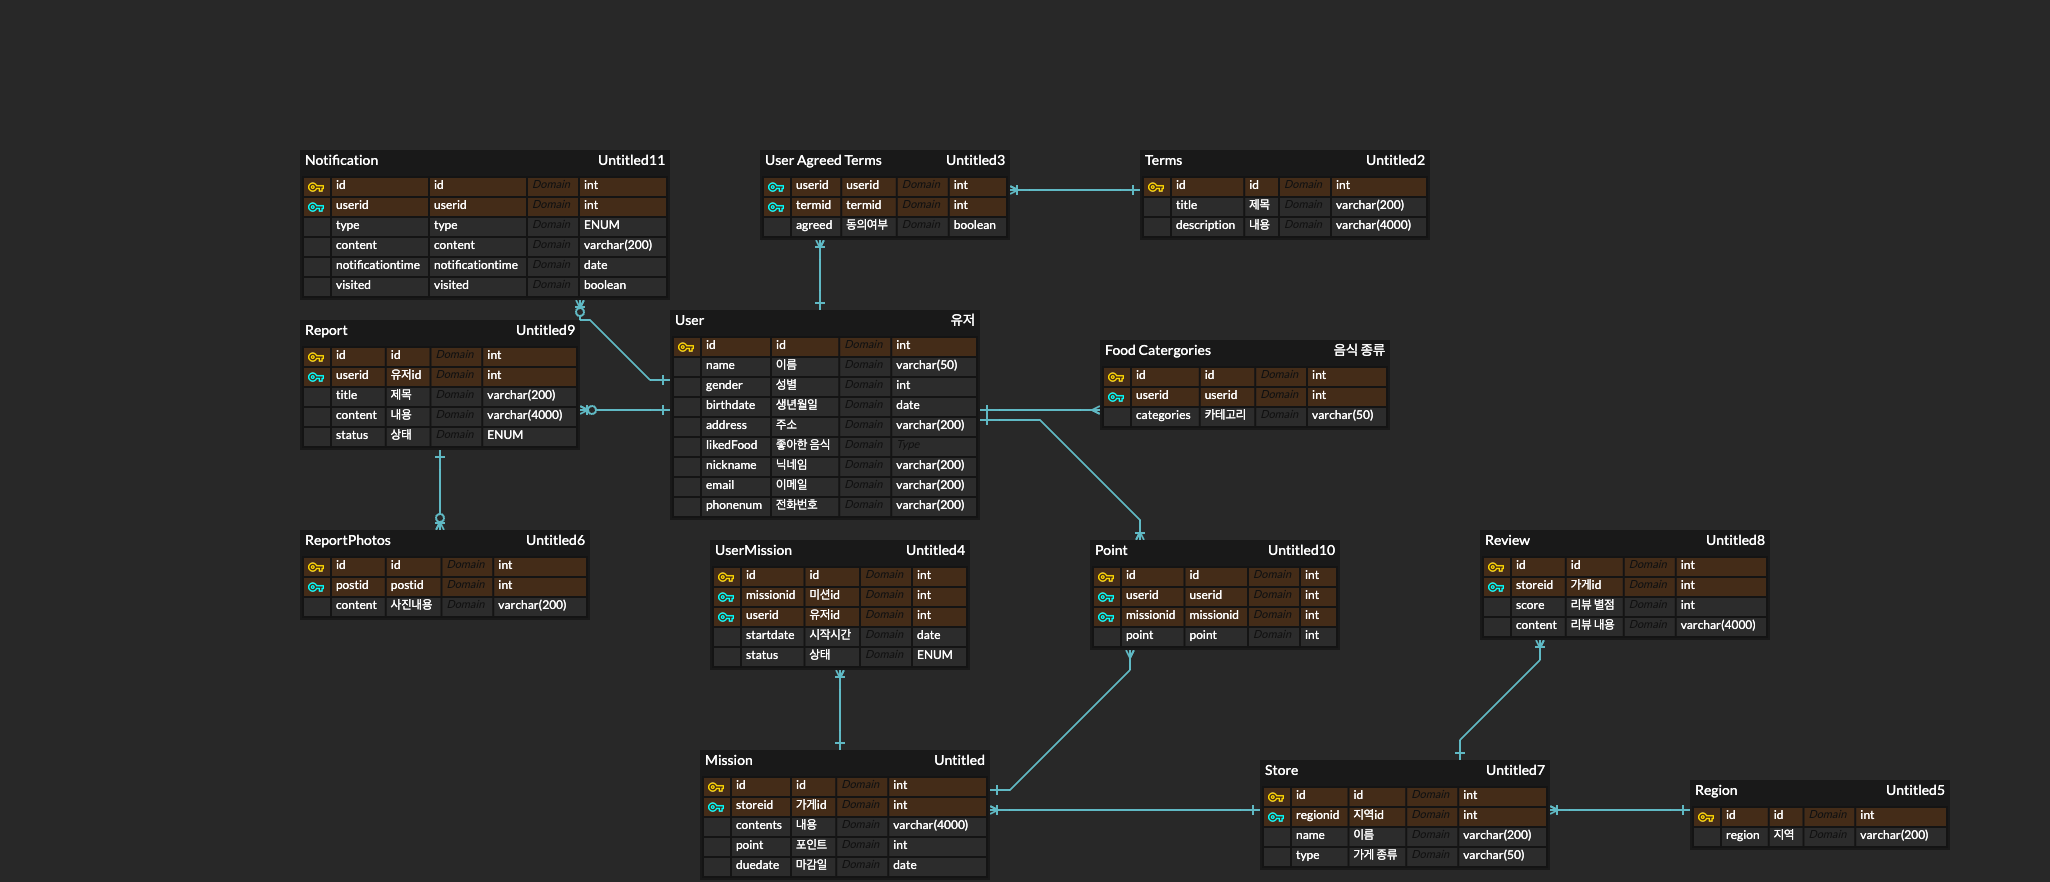 Notification Untitled11
id id Domain int
userid userid Domain int
type type Domain ENUM
content content Domain varchar(200)
notificationtime notificationtime Domain date
visited visited Domain boolean
User Agreed Terms Untitled3
userid userid Domain int
termid termid Domain int
agreed 동의여부 Domain boolean
Terms Untitled2
id id Domain int
title 제목 Domain varchar(200)
description 내용 Domain varchar(4000)
Report Untitled9
id id Domain int
userid 유저id Domain int
title 제목 Domain varchar(200)
content 내용 Domain varchar(4000)
status 상태 Domain ENUM
User 유저
id id Domain int
name 이름 Domain varchar(50)
gender 성별 Domain int
birthdate 생년월일 Domain date
address 주소 Domain varchar(200)
likedFood 좋아한 음식 Domain Type
nickname 닉네임 Domain varchar(200)
email 이메일 Domain varchar(200)
phonenum 전화번호 Domain varchar(200)
Food Catergories 음식 종류
id id Domain int
userid userid Domain int
categories 카테고리 Domain varchar(50)
ReportPhotos Untitled6
id id Domain int
postid postid Domain int
content 사진내용 Domain varchar(200)
UserMission Untitled4
id id Domain int
missionid 미션id Domain int
userid 유저id Domain int
startdate 시작시간 Domain date
status 상태 Domain ENUM
Point Untitled10
id id Domain int
userid userid Domain int
missionid missionid Domain int
point point Domain int
Review Untitled8
id id Domain int
storeid 가게id Domain int
score 리뷰 별점 Domain int
content 리뷰 내용 Domain varchar(4000)
Mission Untitled
id id Domain int
storeid 가게id Domain int
contents 내용 Domain varchar(4000)
point 포인트 Domain int
duedate 마감일 Domain date
Store Untitled7
id id Domain int
regionid 지역id Domain int
name 이름 Domain varchar(200)
type 가게 종류 Domain varchar(50)
Region Untitled5
id id Domain int
region 지역 Domain varchar(200)